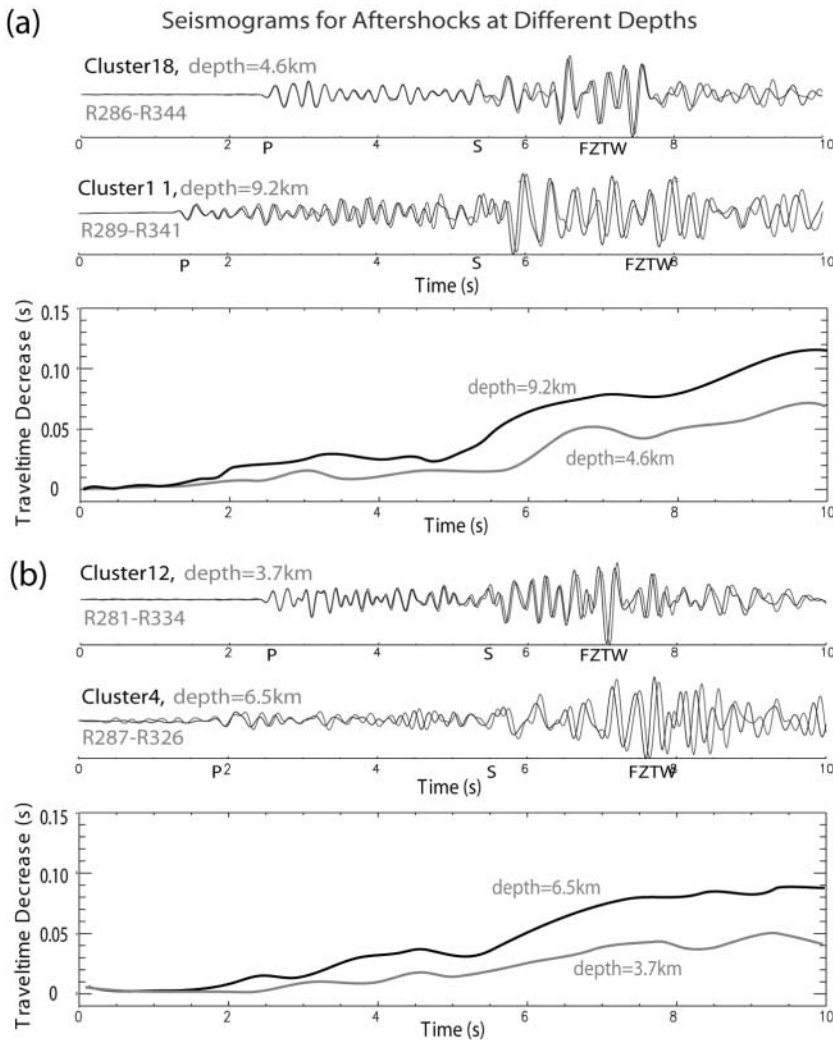 (a) Seismograms for Aftershocks at Different Depths
Cluster18, depth=4.6km
R286-R344
0 2 4 6 8 10
P S FZTW
Cluster1 1, depth=9.2km
R289-R341
0 2 4 6 8 10
P S FZTW
Time (s)
Traveltime Decrease (s)
0.15
0.10
0.05
0
depth=9.2km
depth=4.6km
0 2 4 6 8 10
Time (s)
(b)
Cluster12, depth=3.7km
R281-R334
0 2 4 6 8 10
P S FZTW
Cluster4, depth=6.5km
R287-R326
0 2 4 6 8 10
P S FZTW
Time (s)
Traveltime Decrease (s)
0.15
0.10
0.05
0
depth=6.5km
depth=3.7km
0 2 4 6 8 10
Time (s)